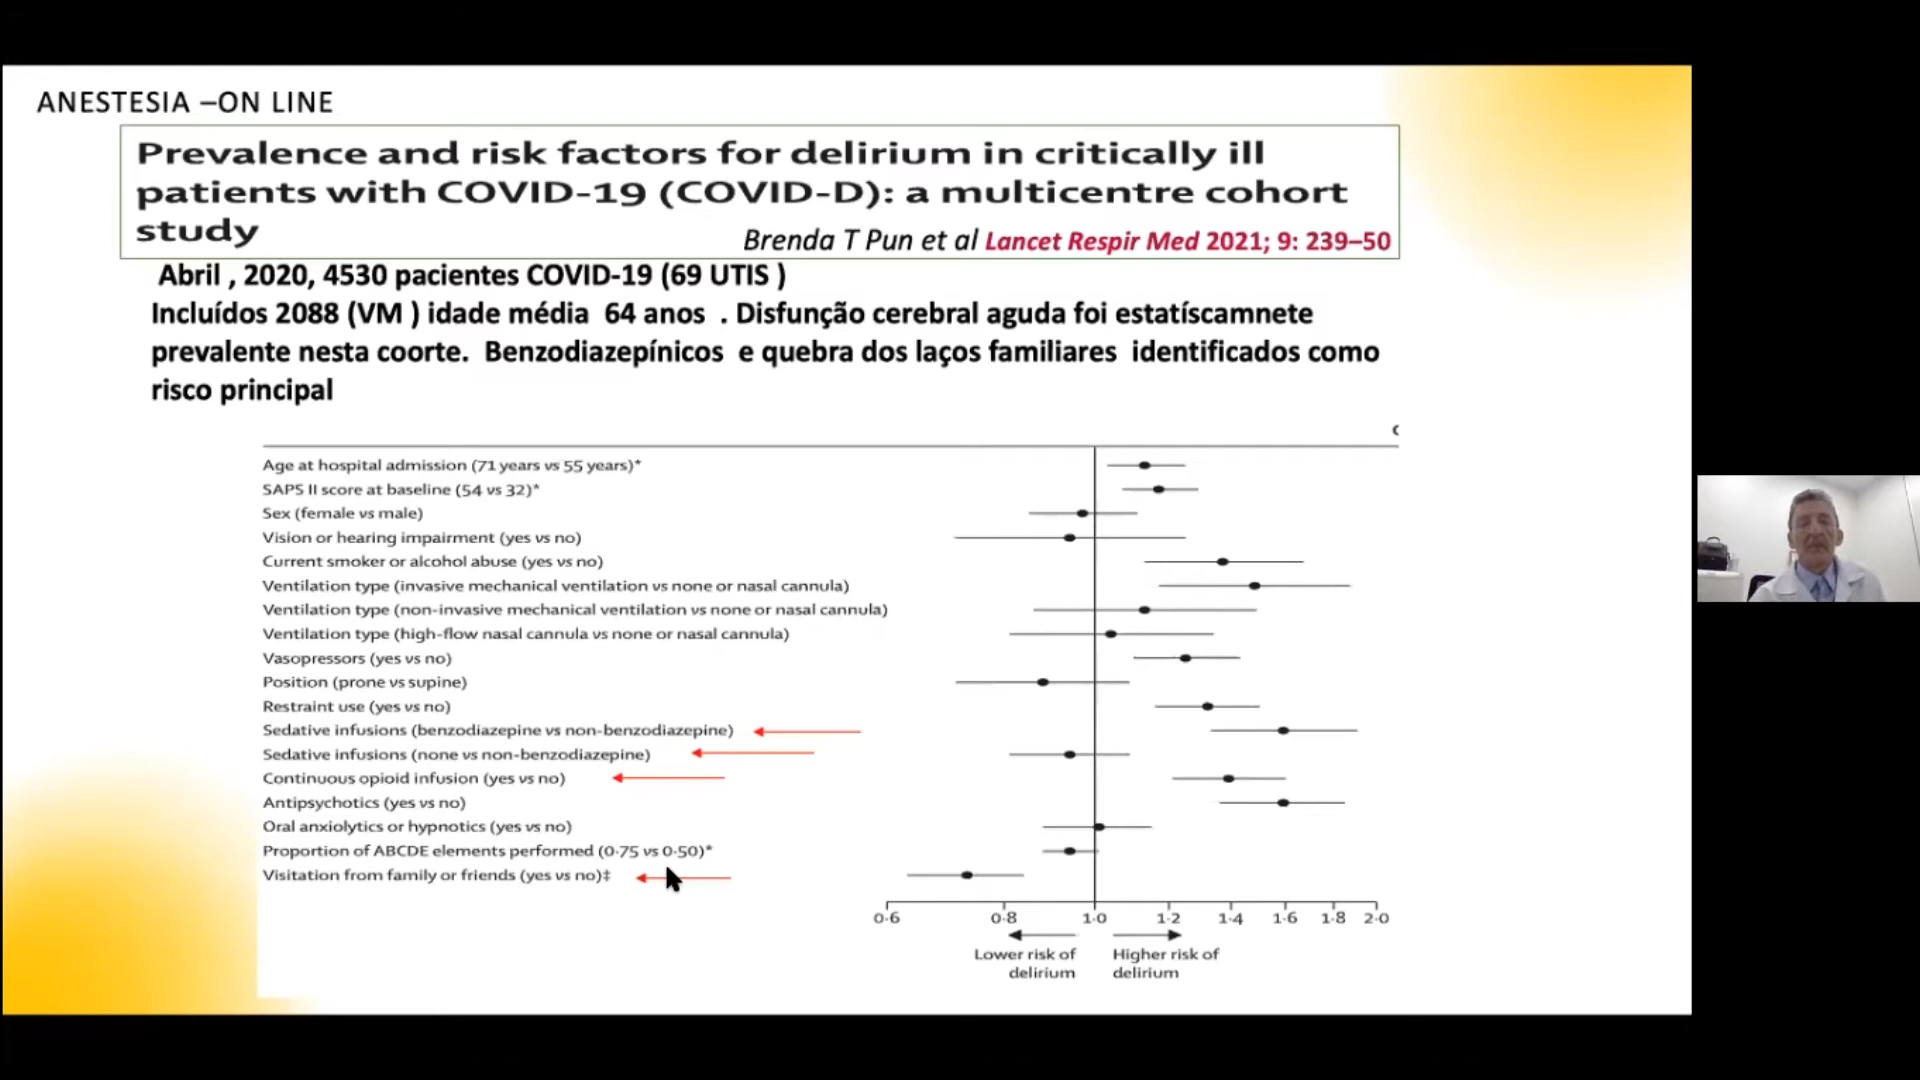 ANESTESIA –ON LINE
Prevalence and risk factors for delirium in critically ill
patients with COVID-19 (COVID-D): a multicentre cohort
study
Brenda T Pun et al Lancet Respir Med 2021; 9: 239–50
Abril , 2020, 4530 pacientes COVID-19 (69 UTIS )
Incluídos 2088 (VM ) idade média 64 anos . Disfunção cerebral aguda foi estatíscamnete
prevalente nesta coorte. Benzodiazepínicos e quebra dos laços familiares identificados como
risco principal
Age at hospital admission (71 years vs 55 years)*
SAPS II score at baseline (54 vs 32)*
Sex (female vs male)
Vision or hearing impairment (yes vs no)
Current smoker or alcohol abuse (yes vs no)
Ventilation type (invasive mechanical ventilation vs none or nasal cannula)
Ventilation type (non-invasive mechanical ventilation vs none or nasal cannula)
Ventilation type (high-flow nasal cannula vs none or nasal cannula)
Vasopressors (yes vs no)
Position (prone vs supine)
Restraint use (yes vs no)
Sedative infusions (benzodiazepine vs non-benzodiazepine)
Sedative infusions (none vs non-benzodiazepine)
Continuous opioid infusion (yes vs no)
Antipsychotics (yes vs no)
Oral anxiolytics or hypnotics (yes vs no)
Proportion of ABCDE elements performed (0·75 vs 0·50)*
Visitation from family or friends (yes vs no)‡
0·6 0·8 1·0 1·2 1·4 1·6 1·8 2·0
Lower risk of Higher risk of
delirium delirium